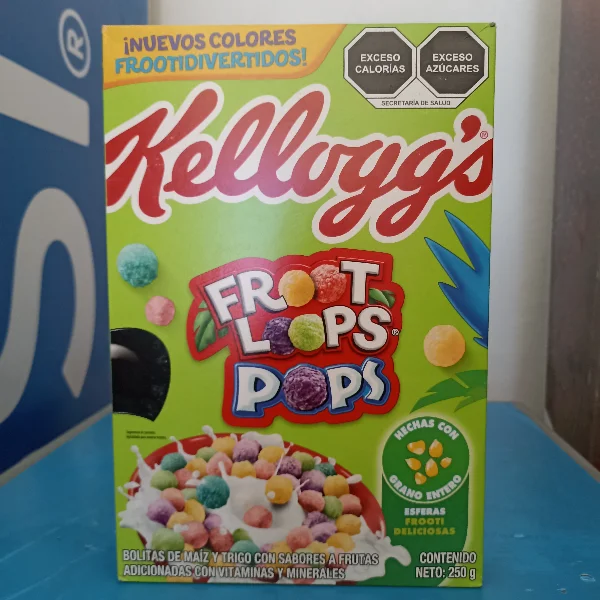 ¡NUEVOS COLORES
FROOTIDIVERTIDOS!
EXCESO
CALORÍAS
EXCESO
AZÚCARES
SECRETARÍA DE SALUD
Kellogg's®
FROOT
LOOPS®
POPS
HECHAS CON
GRANO ENTERO
ESFERAS
FROOTI
DELICIOSAS
BOLITAS DE MAÍZ Y TRIGO CON SABORES A FRUTAS
ADICIONADAS CON VITAMINAS Y MINERALES
CONTENIDO
NETO: 250 g